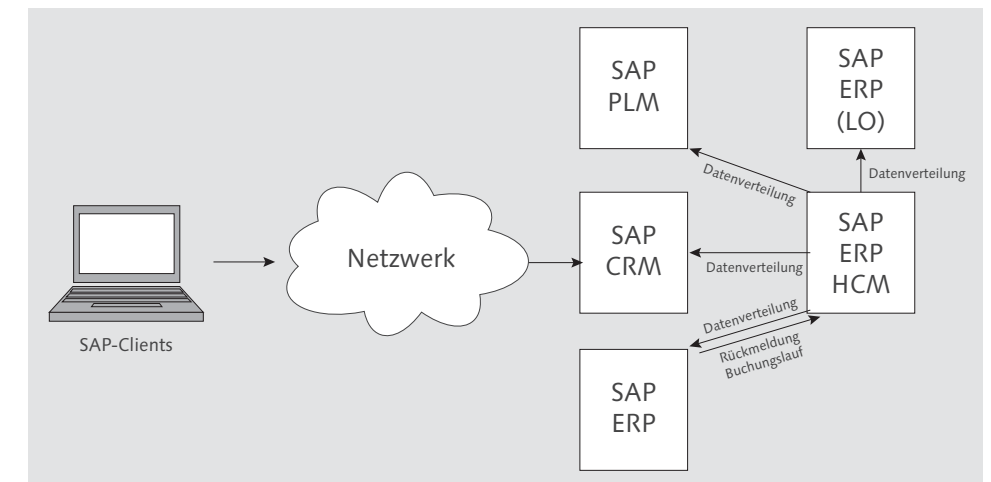 SAP
PLM
SAP
ERP
(LO)
Datenverteilung
Datenverteilung
SAP-Clients
Netzwerk
SAP
CRM
Datenverteilung
SAP
ERP
HCM
Datenverteilung
Rückmeldung
Buchungslauf
SAP
ERP